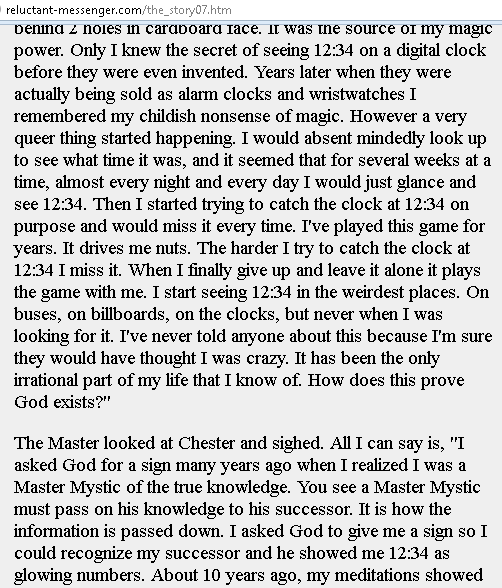 reluctant-messenger.com/the_story07.htm
behind 2 holes in cardboard face. It was the source of my magic
power. Only I knew the secret of seeing 12:34 on a digital clock
before they were even invented. Years later when they were
actually being sold as alarm clocks and wristwatches I
remembered my childish nonsense of magic. However a very
queer thing started happening. I would absent mindedly look up
to see what time it was, and it seemed that for several weeks at a
time, almost every night and every day I would just glance and
see 12:34. Then I started trying to catch the clock at 12:34 on
purpose and would miss it every time. I've played this game for
years. It drives me nuts. The harder I try to catch the clock at
12:34 I miss it. When I finally give up and leave it alone it plays
the game with me. I start seeing 12:34 in the weirdest places. On
buses, on billboards, on the clocks, but never when I was
looking for it. I've never told anyone about this because I'm sure
they would have thought I was crazy. It has been the only
irrational part of my life that I know of. How does this prove
God exists?"
The Master looked at Chester and sighed. All I can say is, "I
asked God for a sign many years ago when I realized I was a
Master Mystic of the true knowledge. You see a Master Mystic
must pass on his knowledge to his successor. It is how the
information is passed down. I asked God to give me a sign so I
could recognize my successor and he showed me 12:34 as
glowing numbers. About 10 years ago, my meditations showed